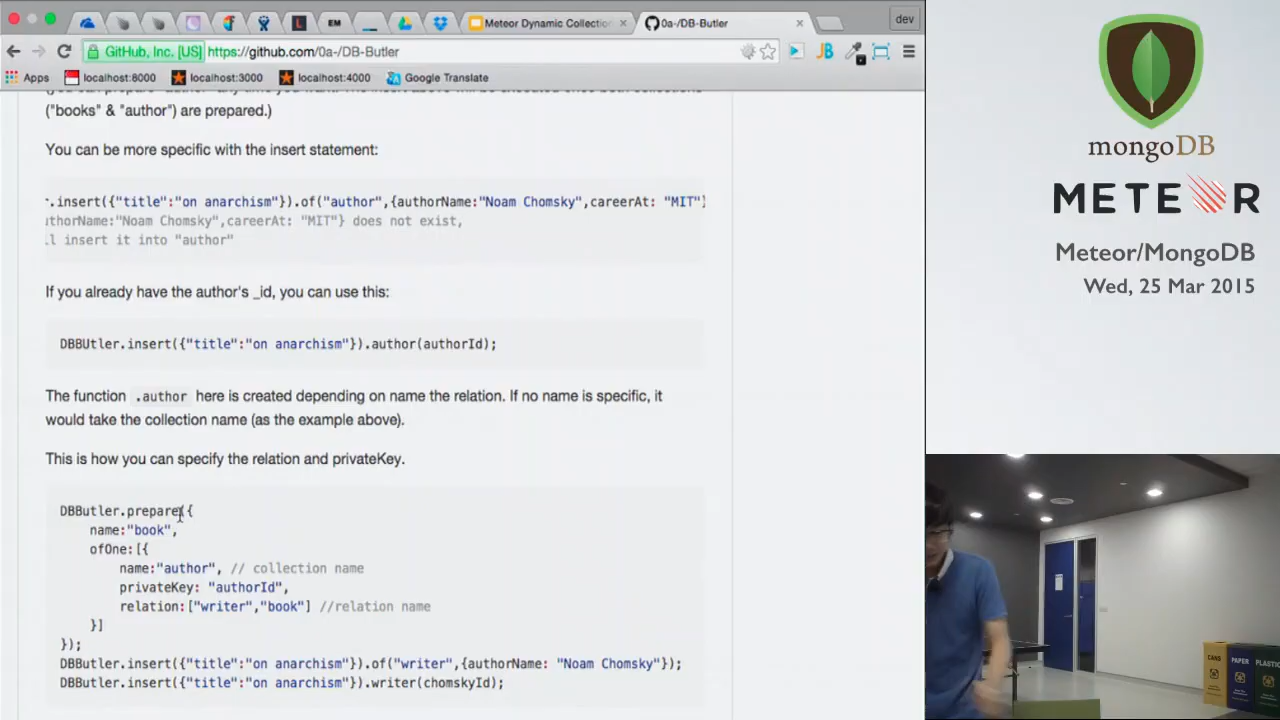 EM
Meteor Dynamic Collection
0a-/DB-Butler
dev
GitHub, Inc. [US]
https://github.com/0a-/DB-Butler
JB
Apps
localhost:8000
localhost:3000
localhost:4000
Google Translate
("books" & "author") are prepared.)
You can be more specific with the insert statement:
r.insert({"title":"on anarchism"}).of("author",{authorName:"Noam Chomsky",careerAt: "MIT"}
uthorName:"Noam Chomsky",careerAt: "MIT"} does not exist,
ll insert it into "author"
If you already have the author's _id, you can use this:
DBBUtler.insert({"title":"on anarchism"}).author(authorId);
The function .author here is created depending on name the relation. If no name is specific, it
would take the collection name (as the example above).
This is how you can specify the relation and privateKey.
DBButler.prepare({
name:"book",
ofOne:[{
name:"author", // collection name
privateKey: "authorId",
relation:["writer","book"] //relation name
}]
});
DBBUtler.insert({"title":"on anarchism"}).of("writer",{authorName: "Noam Chomsky"});
DBBUtler.insert({"title":"on anarchism"}).writer(chomskyId);
mongoDB
METEOR
Meteor/MongoDB
Wed, 25 Mar 2015
CANS
PAPER
PLASTIC